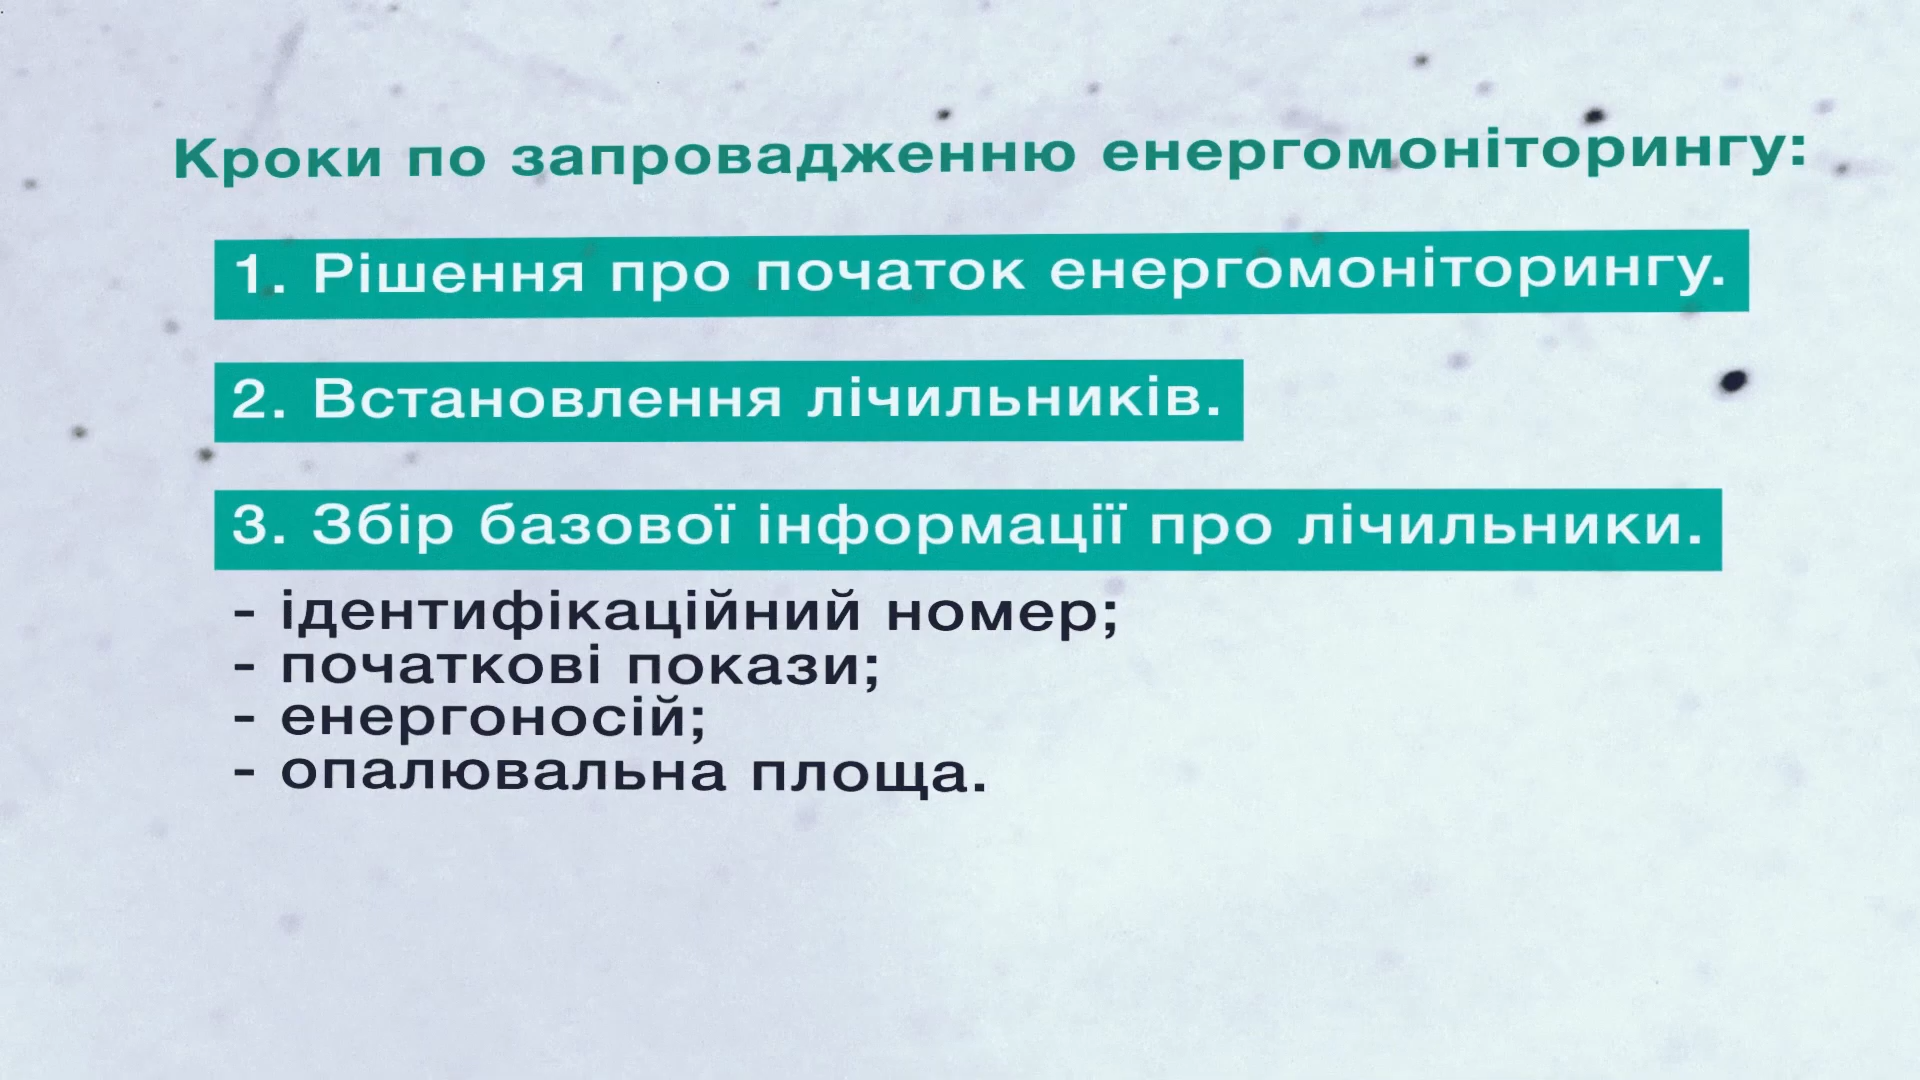 Кроки по запровадженню енергомоніторингу:
1. Рішення про початок енергомоніторингу.
2. Встановлення лічильників.
3. Збір базової інформації про лічильники.
- ідентифікаційний номер;
- початкові покази;
- енергоносій;
- опалювальна площа.